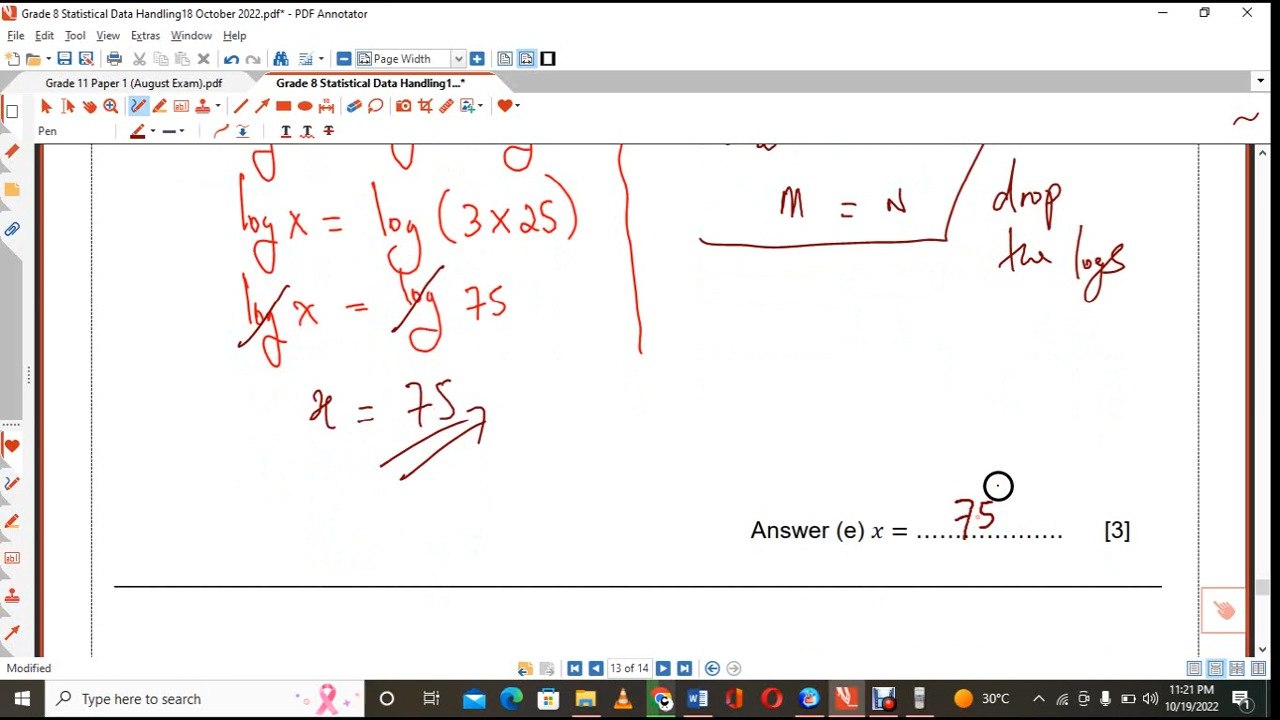 Grade 8 Statistical Data Handling18 October 2022.pdf* - PDF Annotator
File Edit Tool View Extras Window Help
Page Width
Grade 11 Paper 1 (August Exam).pdf
Grade 8 Statistical Data Handling1...*
Pen
log x = log (3 x 25)
log x = log 75
x = 75
M = N
drop
the logs
75
Answer (e) x = ..................... [3]
Modified
13 of 14
Type here to search
30°C
11:21 PM
10/19/2022
1